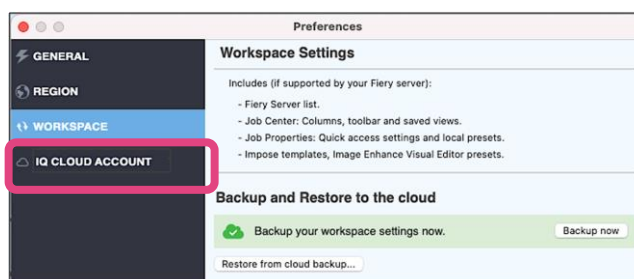 Preferences
GENERAL
REGION
WORKSPACE
IQ CLOUD ACCOUNT
Workspace Settings
Includes (if supported by your Fiery server):
- Fiery Server list.
- Job Center: Columns, toolbar and saved views.
- Job Properties: Quick access settings and local presets.
- Impose templates, Image Enhance Visual Editor presets.
Backup and Restore to the cloud
Backup your workspace settings now.
Backup now
Restore from cloud backup...